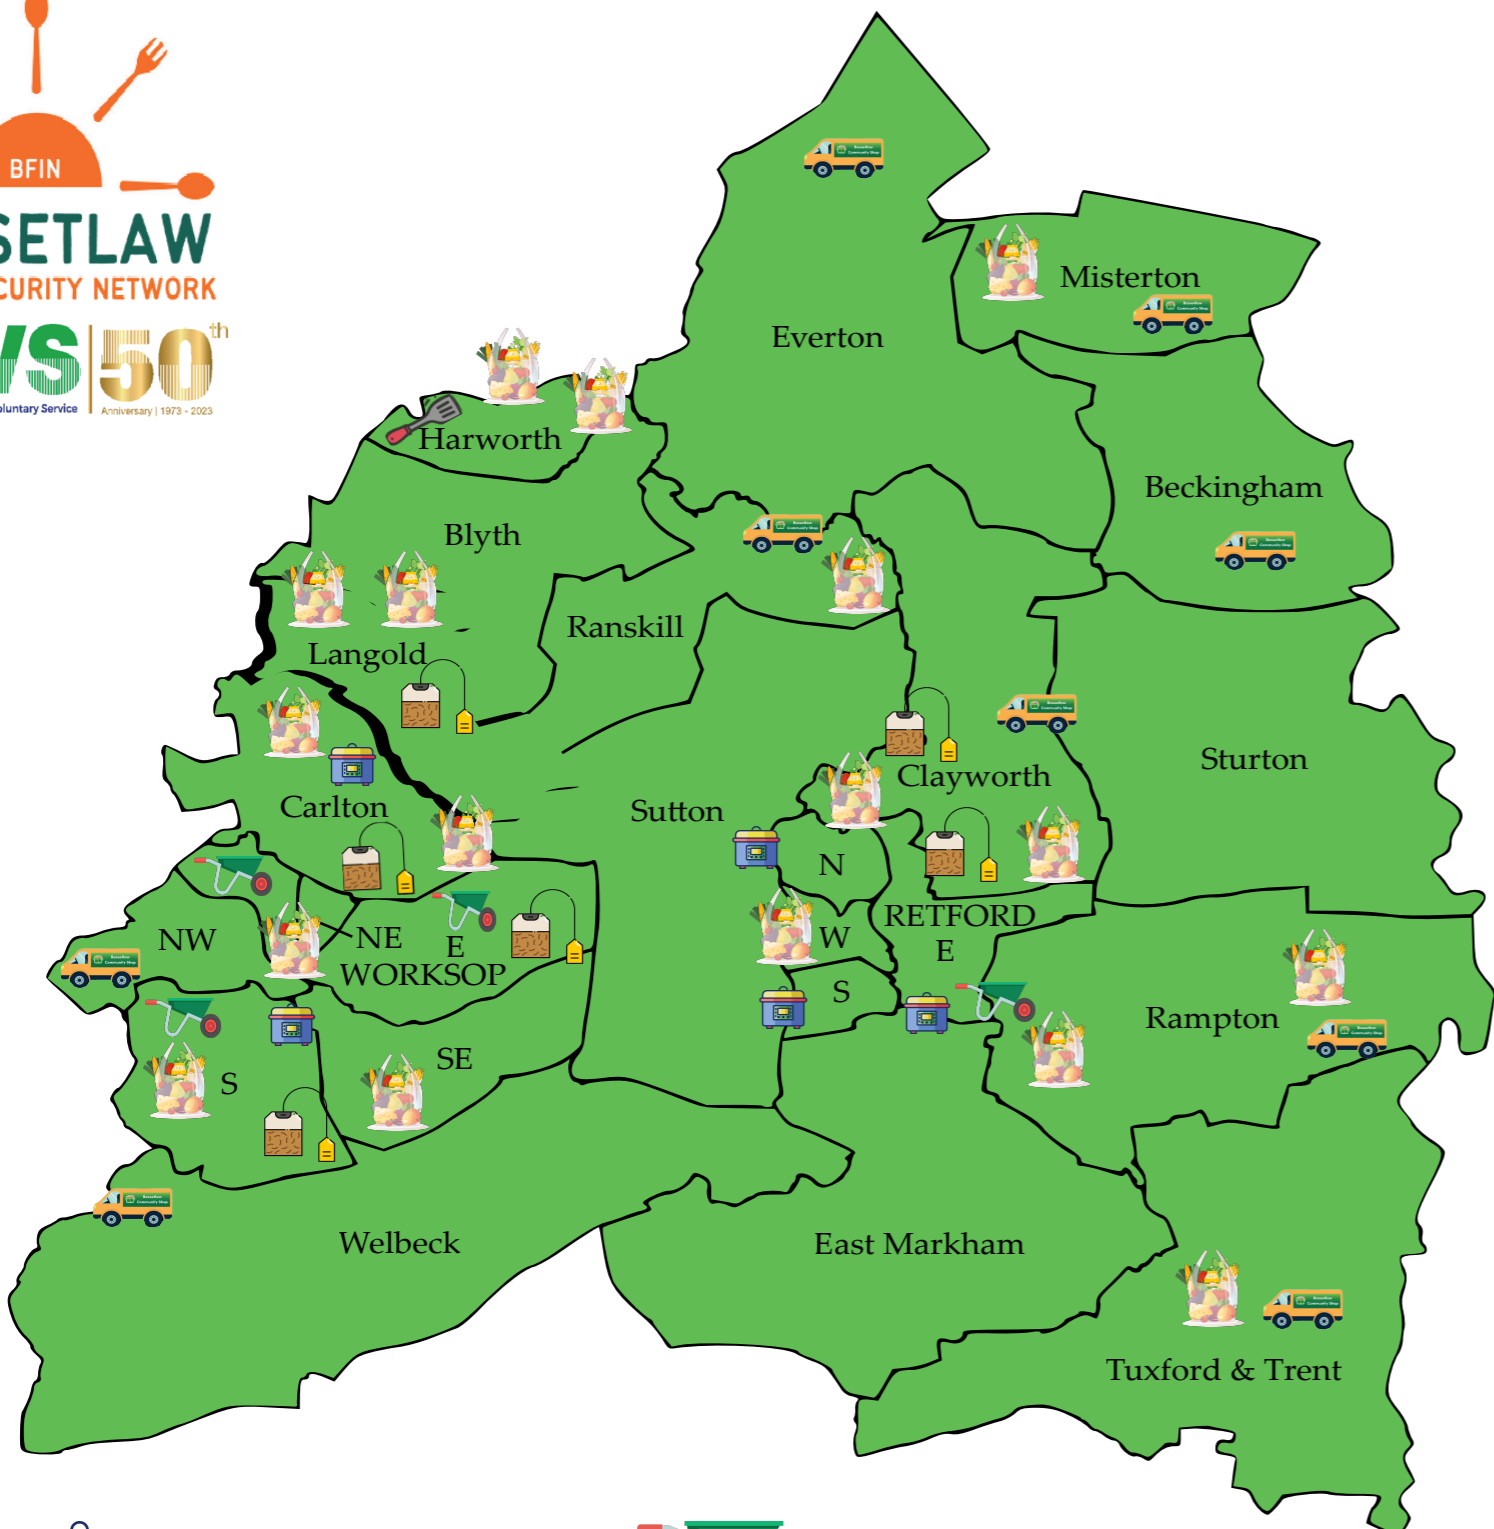 BFIN
SETLAW
CURITY NETWORK
VS
50th
oluntary Service
Anniversary | 1973 - 2023
Misterton
Everton
Harworth
Beckingham
Blyth
Ranskill
Langold
Sturton
Clayworth
Carlton
Sutton
N
RETFORD
NW
NE
E
W
E
WORKSOP
S
Rampton
SE
S
Welbeck
East Markham
Tuxford & Trent